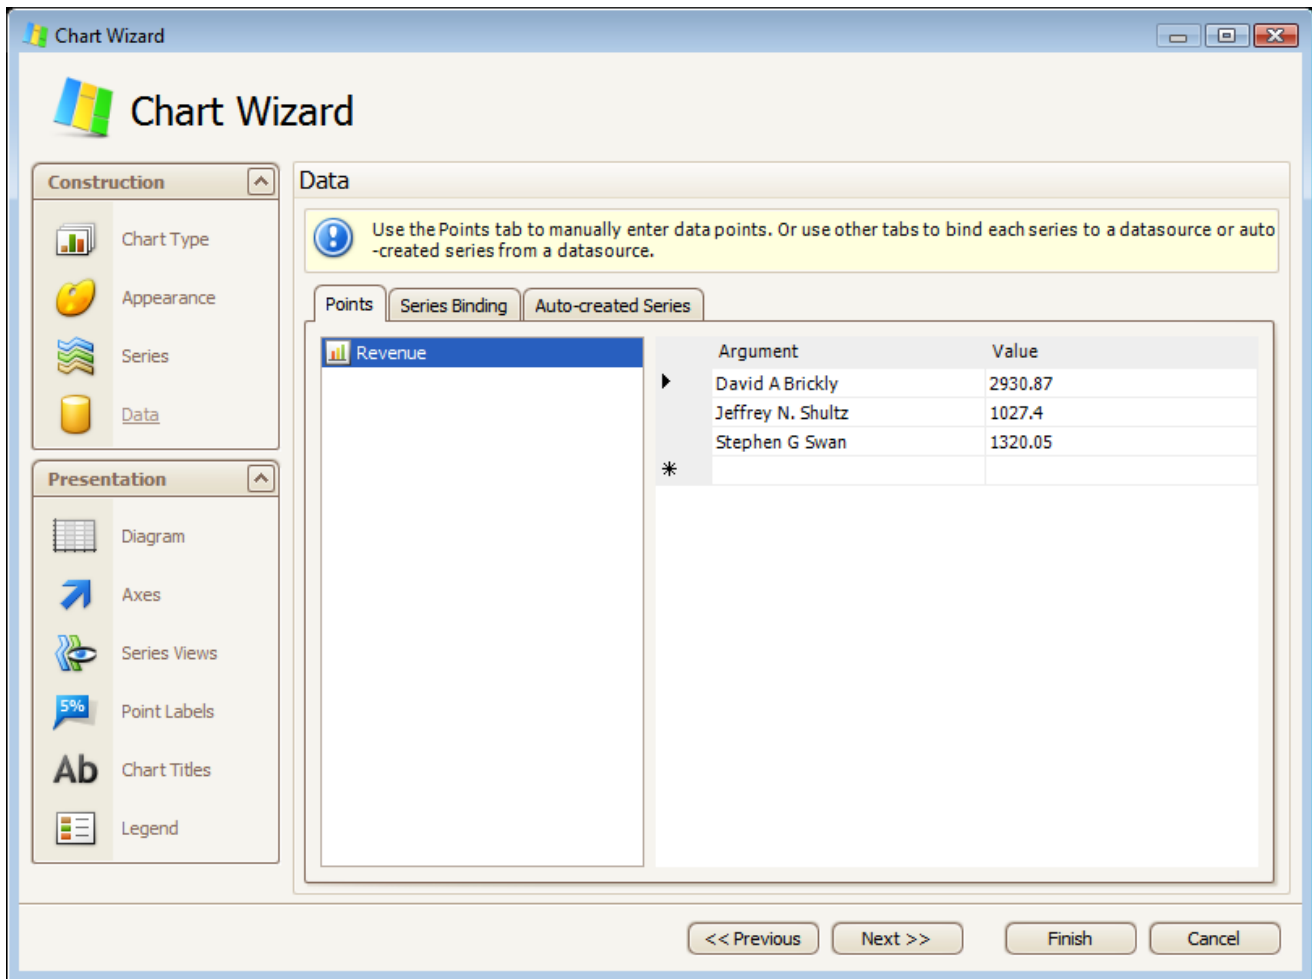 Chart Wizard
Chart Wizard
Construction
Chart Type
Appearance
Series
Data
Presentation
Diagram
Axes
Series Views
5%
Point Labels
Ab
Chart Titles
Legend
Data
Use the Points tab to manually enter data points. Or use other tabs to bind each series to a datasource or auto
-created series from a datasource.
Points Series Binding Auto-created Series
Revenue
Argument Value
David A Brickly 2930.87
Jeffrey N. Shultz 1027.4
Stephen G Swan 1320.05
<< Previous Next >> Finish Cancel